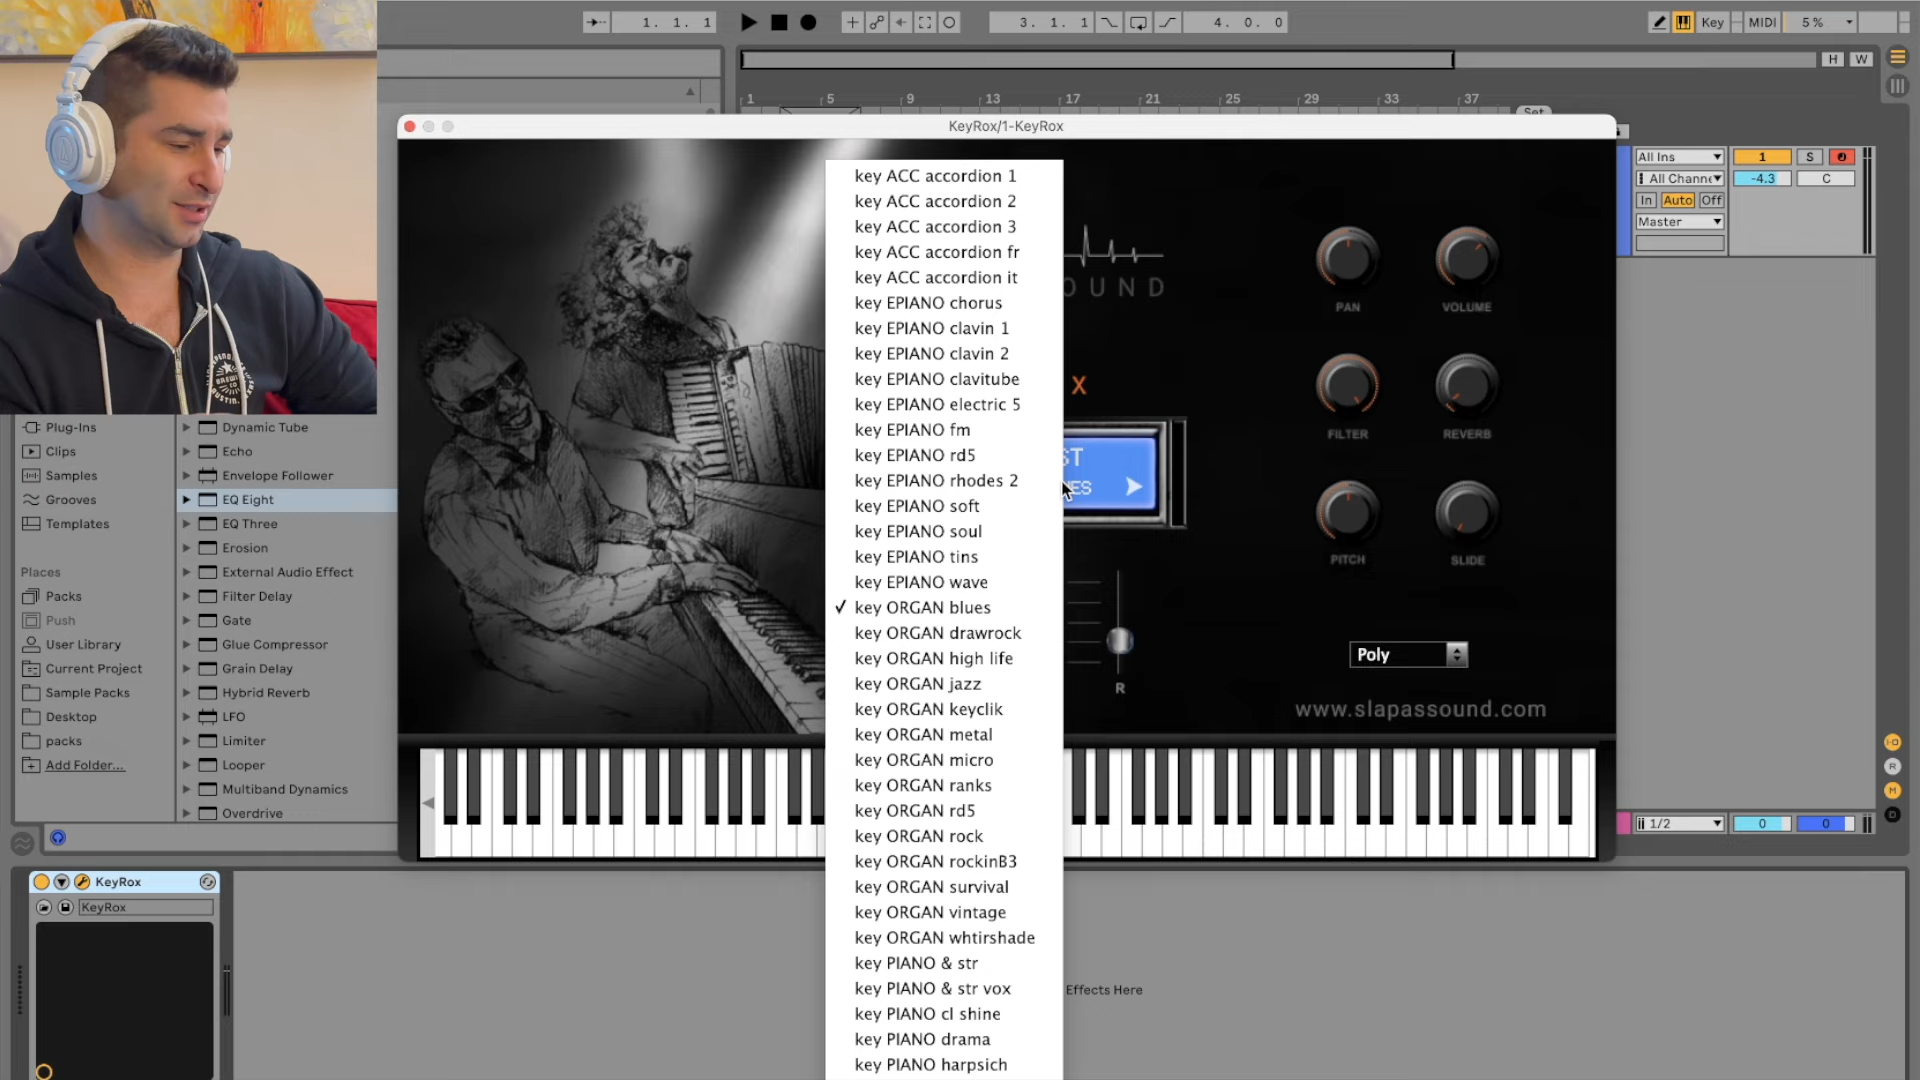 1. 1. 1
3. 1. 1
4. 0. 0
Key
MIDI
5 %
H
W
1
5
9
13
17
21
25
29
33
37
Set
KeyRox/1-KeyRox
key ACC accordion 1
key ACC accordion 2
key ACC accordion 3
key ACC accordion fr
key ACC accordion it
key EPIANO chorus
key EPIANO clavin 1
key EPIANO clavin 2
key EPIANO clavitube
key EPIANO electric 5
key EPIANO fm
key EPIANO rd5
key EPIANO rhodes 2
key EPIANO soft
key EPIANO soul
key EPIANO tins
key EPIANO wave
✓ key ORGAN blues
key ORGAN drawrock
key ORGAN high life
key ORGAN jazz
key ORGAN keyclik
key ORGAN metal
key ORGAN micro
key ORGAN ranks
key ORGAN rd5
key ORGAN rock
key ORGAN rockinB3
key ORGAN survival
key ORGAN vintage
key ORGAN whtirshade
key PIANO & str
key PIANO & str vox
key PIANO cl shine
key PIANO drama
key PIANO harpsich
OUND
X
ST
ES
R
PAN
VOLUME
FILTER
REVERB
PITCH
SLIDE
Poly
www.slapassound.com
All Ins
1
S
All Channe
-4.3
C
In
Auto
Off
Master
1/2
0
0
I·O
R
M
D
Plug-Ins
Clips
Samples
Grooves
Templates
Places
Packs
Push
User Library
Current Project
Sample Packs
Desktop
packs
Add Folder...
Dynamic Tube
Echo
Envelope Follower
EQ Eight
EQ Three
Erosion
External Audio Effect
Filter Delay
Gate
Glue Compressor
Grain Delay
Hybrid Reverb
LFO
Limiter
Looper
Multiband Dynamics
Overdrive
KeyRox
KeyRox
Effects Here